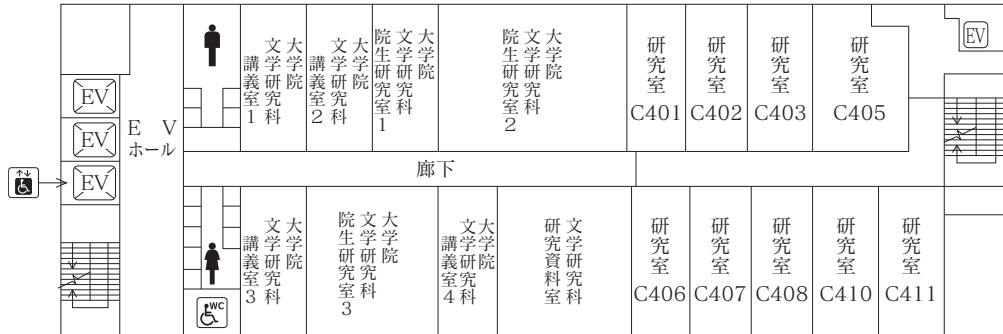 大学院
文学研究科
講義室1
大学院
文学研究科
講義室2
大学院
文学研究科
院生研究室1
大学院
文学研究科
院生研究室2
研究室
C401
研究室
C402
研究室
C403
研究室
C405
EV
EV
EV
EV
EV
ホール
廊下
大学院
文学研究科
講義室3
大学院
文学研究科
院生研究室3
大学院
文学研究科
講義室4
文学研究科
研究資料室
研究室
C406
研究室
C407
研究室
C408
研究室
C410
研究室
C411
WC